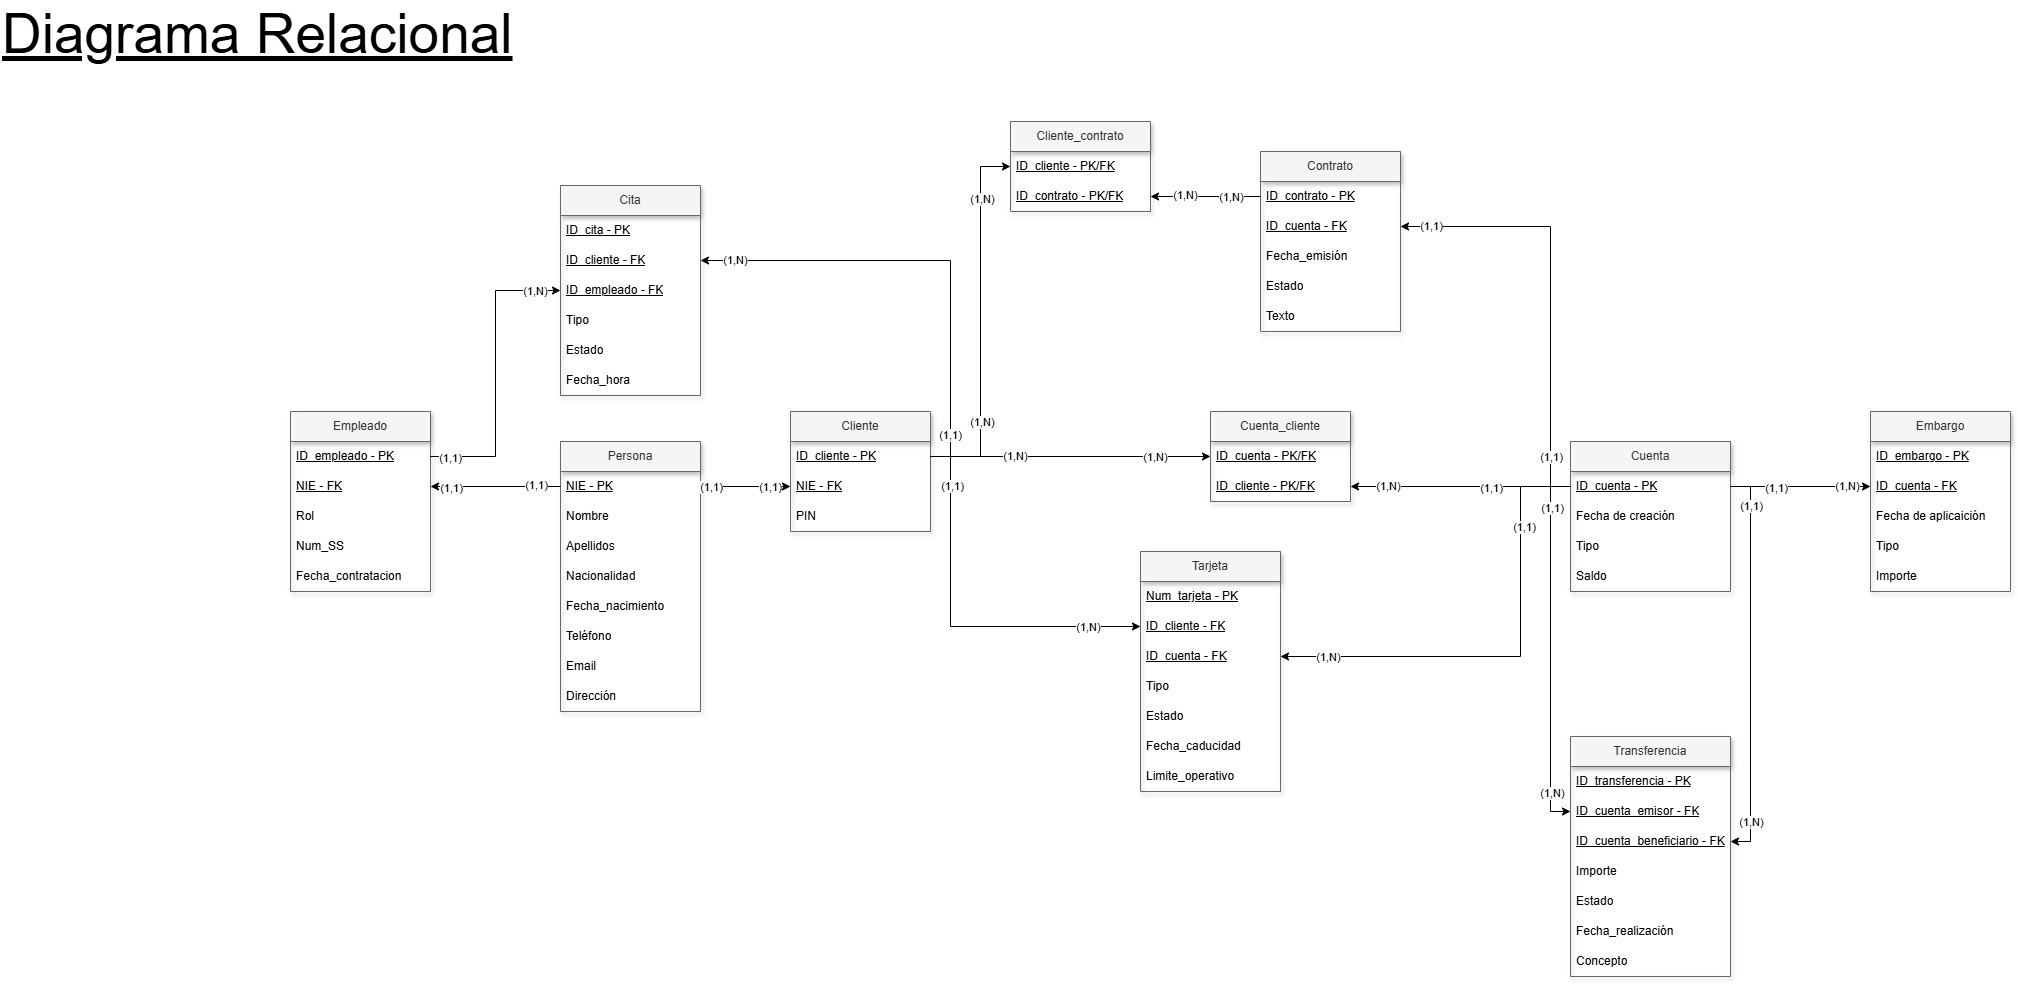 Diagrama Relacional
Cliente_contrato
ID_cliente - PK/FK
ID_contrato - PK/FK
(1,N)
(1,N)
(1,N)
(1,N)
Contrato
ID_contrato - PK
ID_cuenta - FK
Fecha_emisión
Estado
Texto
(1,1)
(1,1)
Cita
ID_cita - PK
ID_cliente - FK
ID_empleado - FK
Tipo
Estado
Fecha_hora
(1,N)
(1,N)
(1,1)
(1,1)
Empleado
ID_empleado - PK
NIE - FK
Rol
Num_SS
Fecha_contratacion
(1,1)
(1,1)
(1,1)
Persona
NIE - PK
Nombre
Apellidos
Nacionalidad
Fecha_nacimiento
Teléfono
Email
Dirección
(1,1)
(1,1)
Cliente
ID_cliente - PK
NIE - FK
PIN
(1,N)
(1,N)
Cuenta_cliente
ID_cuenta - PK/FK
ID_cliente - PK/FK
(1,N)
(1,1)
(1,1)
(1,1)
Cuenta
ID_cuenta - PK
Fecha de creación
Tipo
Saldo
(1,1)
(1,N)
(1,1)
Embargo
ID_embargo - PK
ID_cuenta - FK
Fecha de aplicaición
Tipo
Importe
Tarjeta
Num_tarjeta - PK
ID_cliente - FK
ID_cuenta - FK
Tipo
Estado
Fecha_caducidad
Limite_operativo
(1,N)
(1,N)
Transferencia
ID_transferencia - PK
ID_cuenta_emisor - FK
ID_cuenta_beneficiario - FK
Importe
Estado
Fecha_realización
Concepto
(1,N)
(1,N)